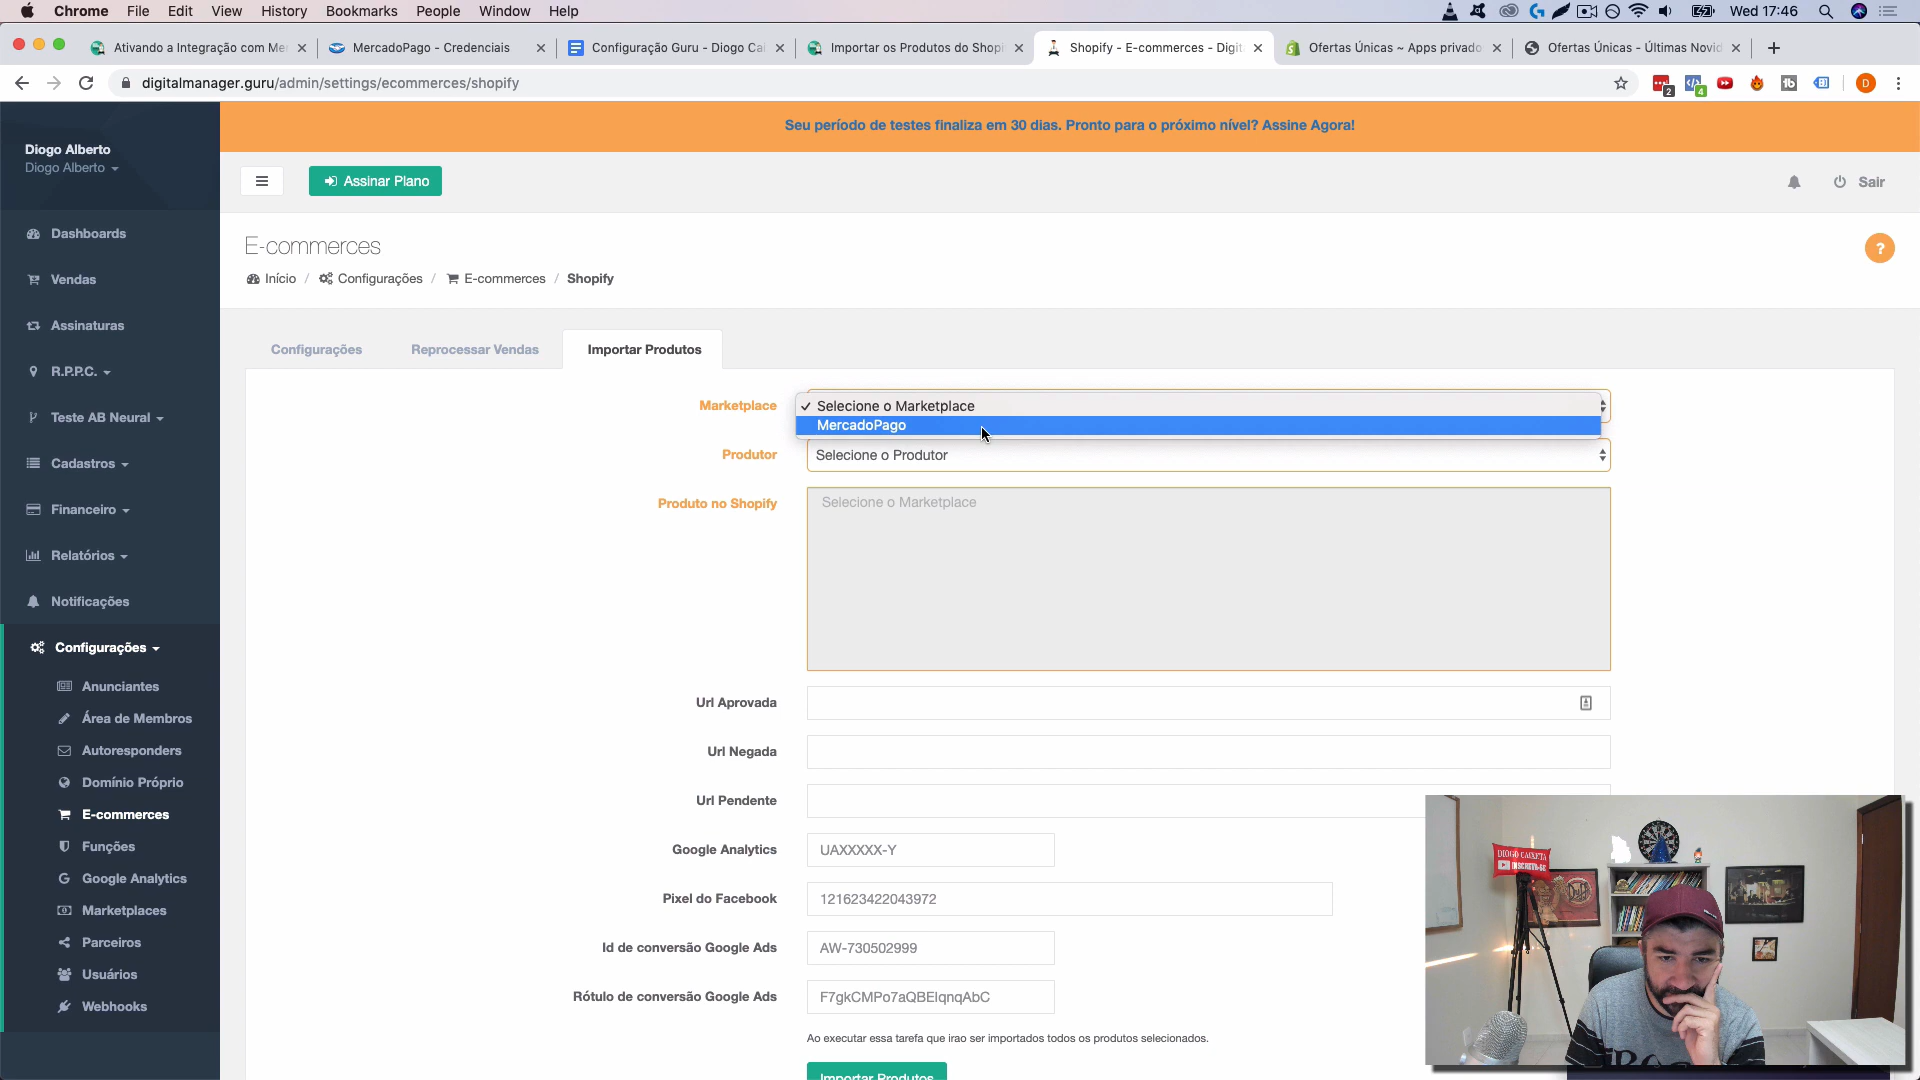 Chrome File Edit View History Bookmarks People Window Help
Wed 17:46
Ativando a Integração com Me
MercadoPago - Credenciais
Configuração Guru - Diogo Cai
Importar os Produtos do Shopi
Shopify - E-commerces - Digit
Ofertas Únicas ~ Apps privado
Ofertas Únicas - Últimas Novid
digitalmanager.guru/admin/settings/ecommerces/shopify
2
4
tb
D
Diogo Alberto
Diogo Alberto
Seu período de testes finaliza em 30 dias. Pronto para o próximo nível? Assine Agora!
Assinar Plano
Sair
Dashboards
Vendas
Assinaturas
R.P.P.C.
Teste AB Neural
Cadastros
Financeiro
Relatórios
Notificações
Configurações
Anunciantes
Área de Membros
Autoresponders
Domínio Próprio
E-commerces
Funções
Google Analytics
Marketplaces
Parceiros
Usuários
Webhooks
E-commerces
?
Início / Configurações / E-commerces / Shopify
Configurações
Reprocessar Vendas
Importar Produtos
Marketplace
✓ Selecione o Marketplace
MercadoPago
Produtor
Selecione o Produtor
Produto no Shopify
Selecione o Marketplace
Url Aprovada
Url Negada
Url Pendente
Google Analytics
UAXXXXX-Y
Pixel do Facebook
121623422043972
Id de conversão Google Ads
AW-730502999
Rótulo de conversão Google Ads
F7gkCMPo7aQBEIqnqAbC
Ao executar essa tarefa que irao ser importados todos os produtos selecionados.
Importar Produtos
DIOGO CAIXETA
INSCREVA-SE